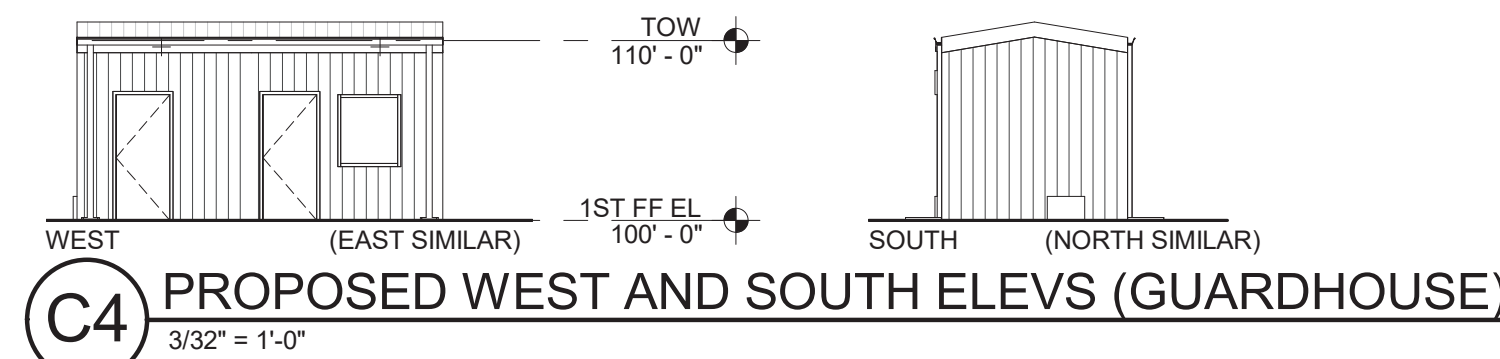 TOW
110' - 0"
1ST FF EL
100' - 0"
WEST
(EAST SIMILAR)
SOUTH
(NORTH SIMILAR)
C4
PROPOSED WEST AND SOUTH ELEVS (GUARDHOUSE)
3/32" = 1'-0"